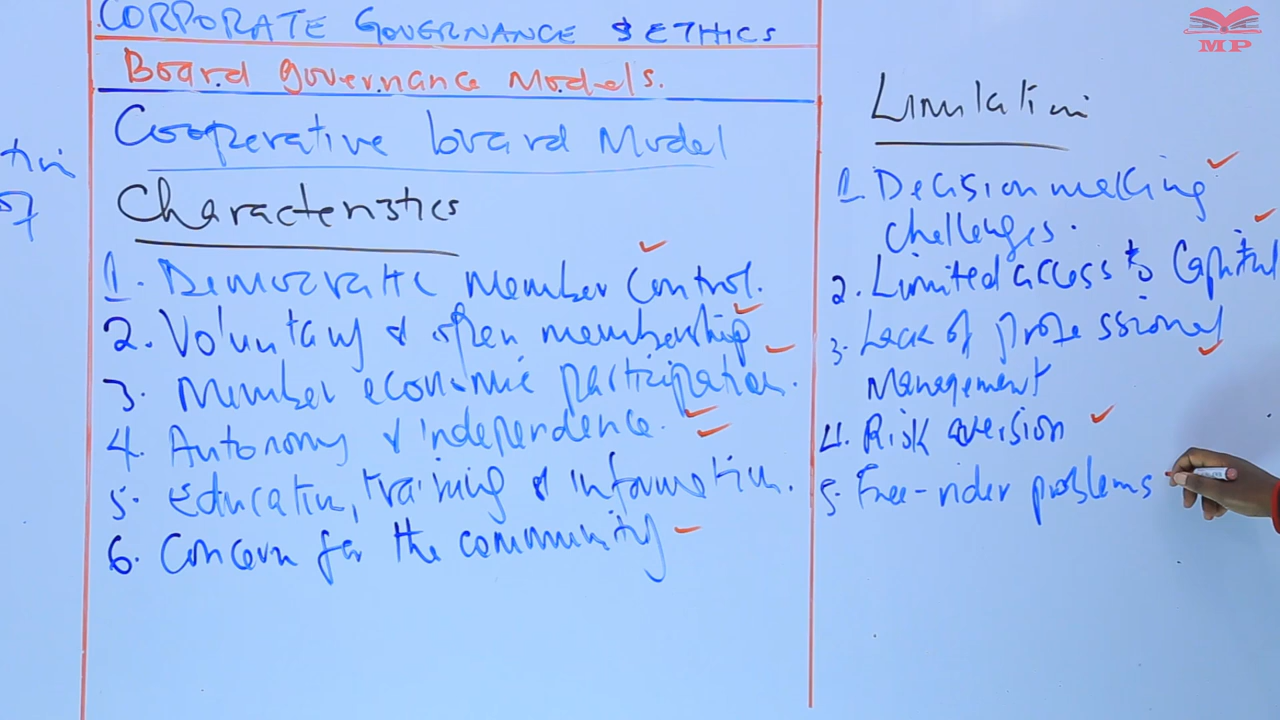 CORPORATE GOVERNANCE & ETHICS
Board governance Models.
Cooperative board Model
Characteristics
1. Democratic member control.
2. Voluntary & open membership
3. Member economic participation.
4. Autonomy & independence.
5. Education, training & information.
6. Concern for the community
Limitation
1. Decision making
challenges.
2. Limited access to Capital
3. Lack of professional
Management
4. Risk aversion
5. Free-rider problems
MP